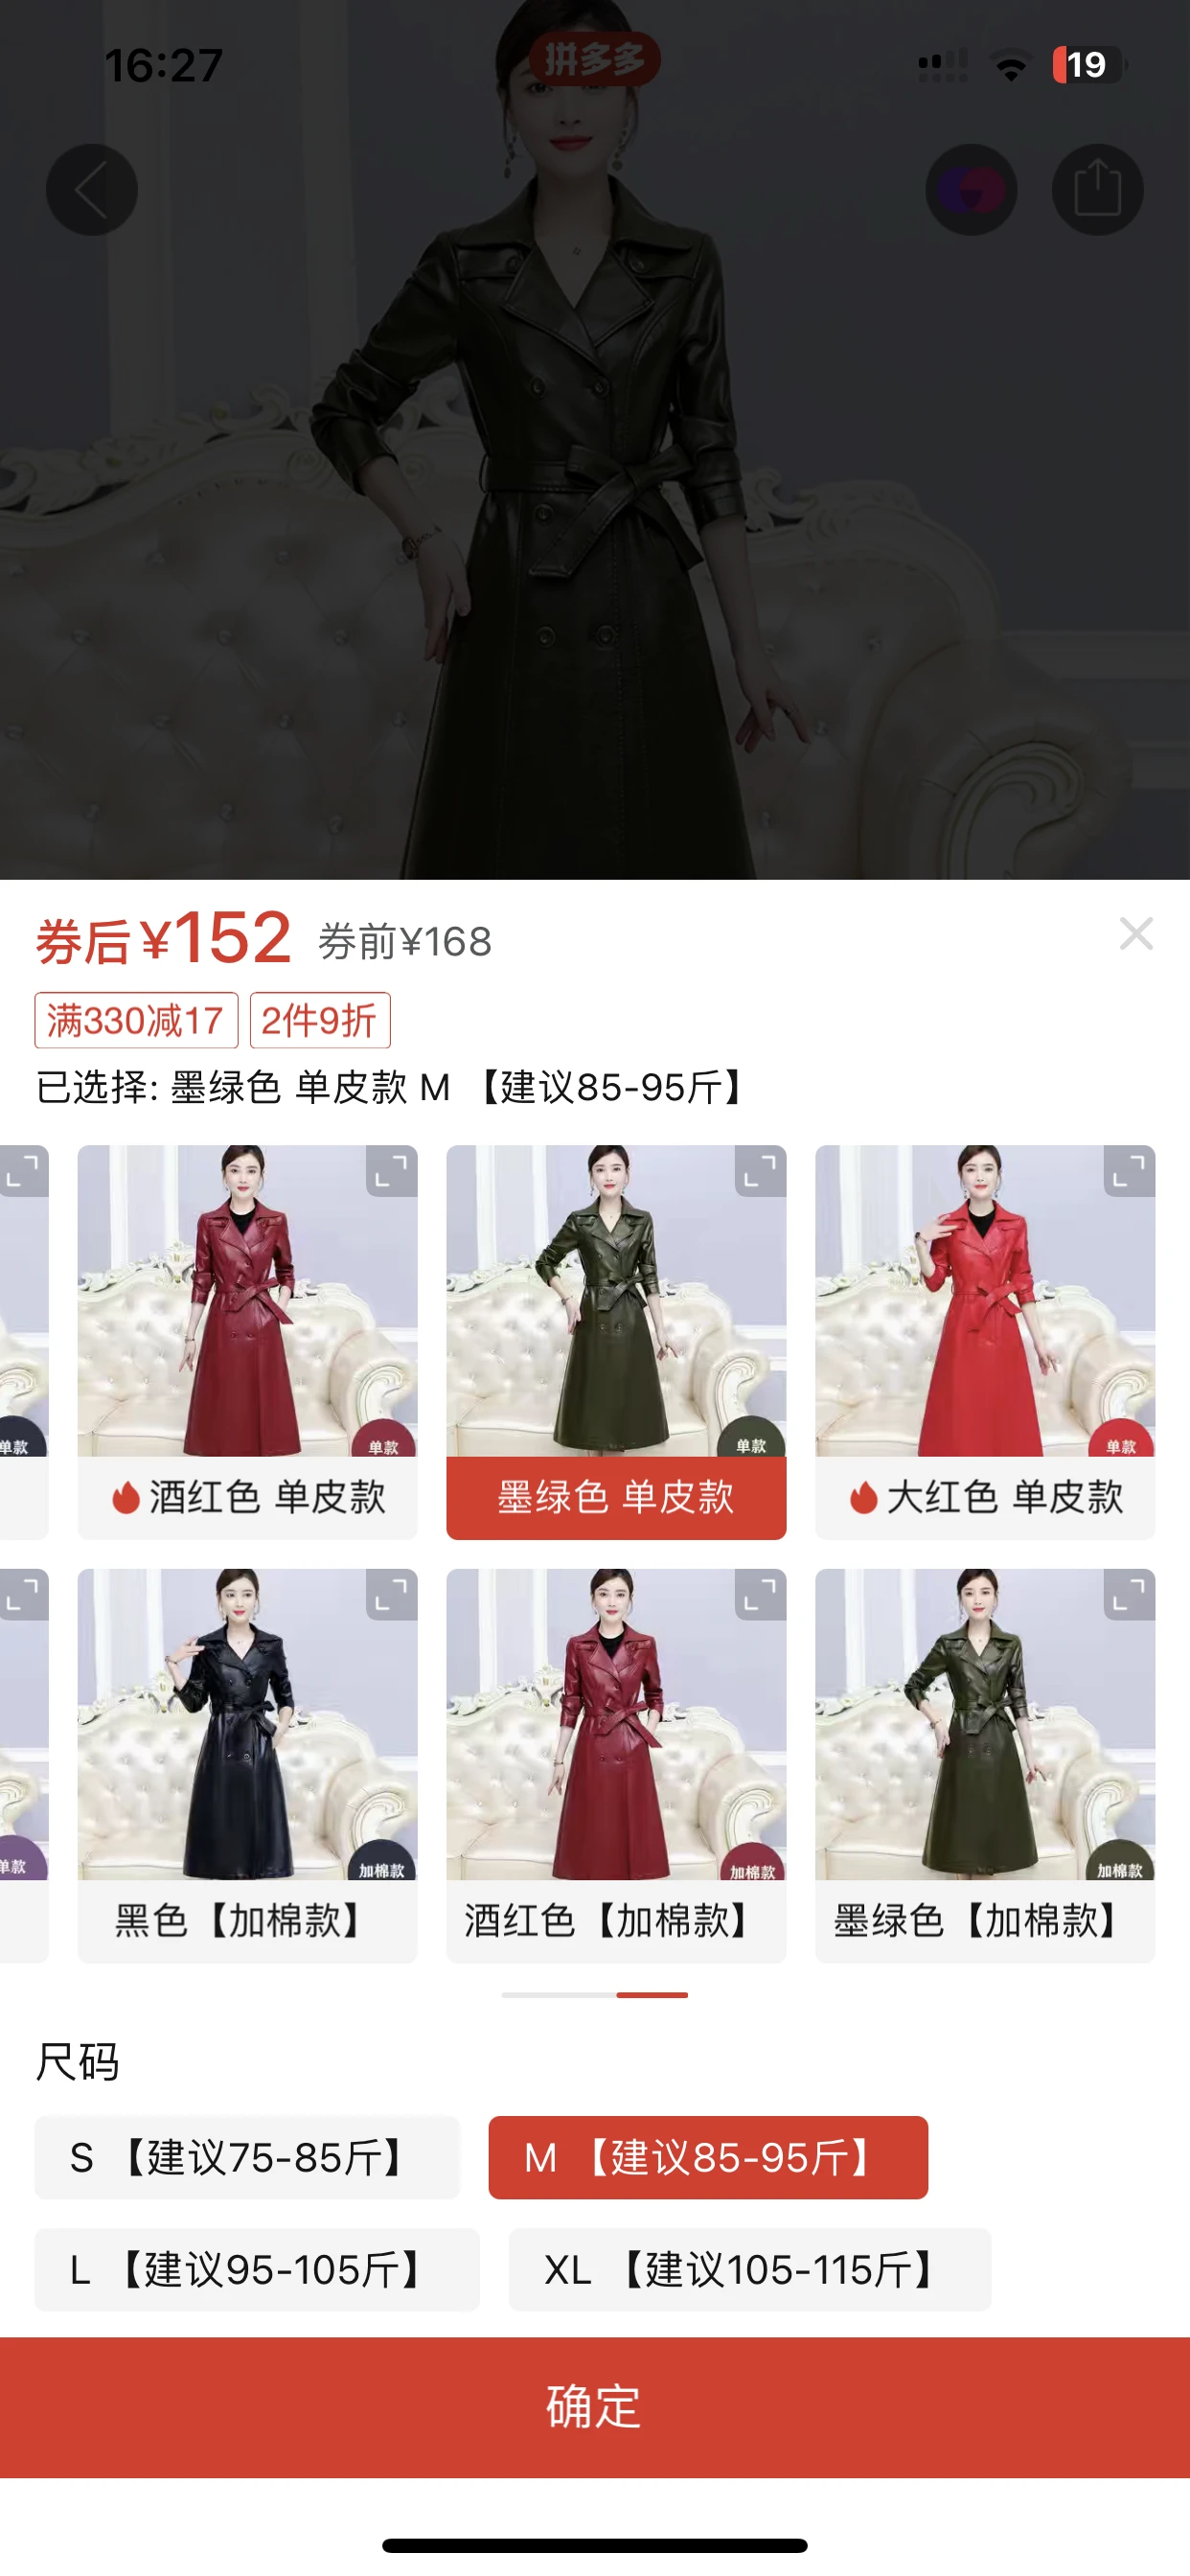 16:27
拼多多
19
券后¥152 券前¥168
满330减17 2件9折
已选择: 墨绿色 单皮款 M 【建议85-95斤】
单款 单款 单款 单款
酒红色 单皮款 墨绿色 单皮款 大红色 单皮款
单款 加棉款 加棉款 加棉款
黑色【加棉款】 酒红色【加棉款】 墨绿色【加棉款】
尺码
S 【建议75-85斤】 M 【建议85-95斤】
L 【建议95-105斤】 XL 【建议105-115斤】
确定